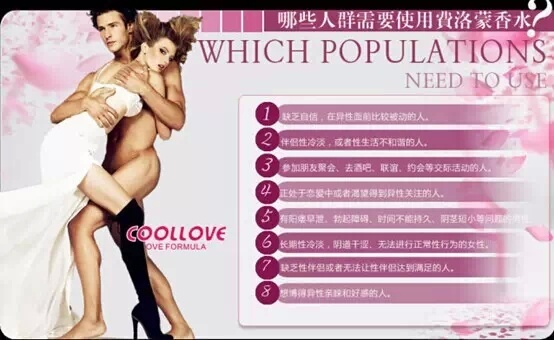 哪些人群需要使用費洛蒙香水?
WHICH POPULATIONS
NEED TO USE
1 缺乏自信，在异性面前比较被动的人。
2 伴侣性冷淡，或者性生活不和谐的人。
3 参加朋友聚会、去酒吧、联谊、约会等交际活动的人。
4 正处于恋爱中或者渴望得到异性关注的人。
5 有阳痿早泄、勃起障碍、时间不能持久、阴茎短小等问题的男性。
6 长期性冷淡，阴道干涩、无法进行正常性行为的女性。
7 缺乏性伴侣或者无法让性伴侣达到满足的人。
8 想博得异性亲睐和好感的人。
COOLLOVE
LOVE FORMULA